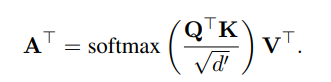 A⊤ = softmax(Q⊤K / √d′) V⊤.